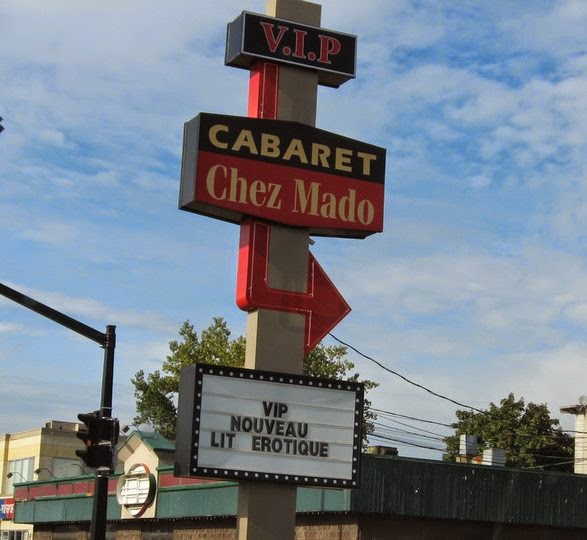 V.I.P
CABARET
Chez Mado
VIP
NOUVEAU
LIT EROTIQUE